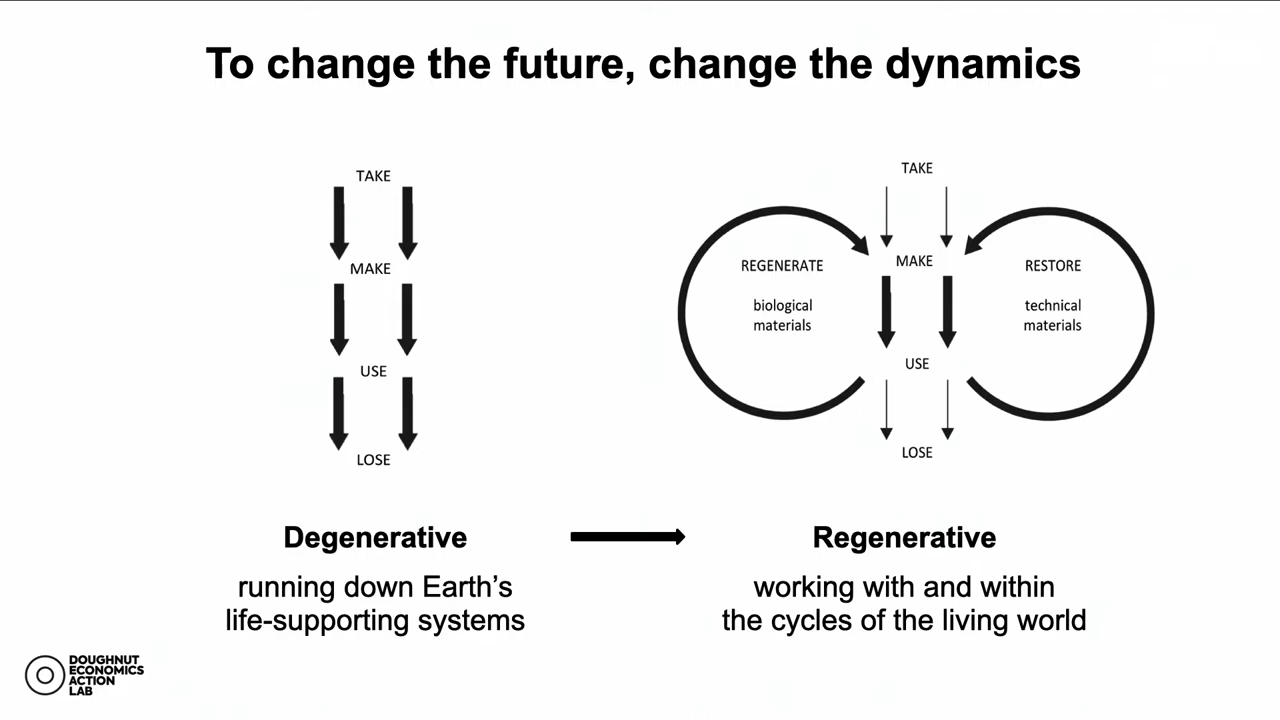 To change the future, change the dynamics
TAKE
MAKE
USE
LOSE
TAKE
MAKE
USE
LOSE
REGENERATE
biological
materials
RESTORE
technical
materials
Degenerative
running down Earth’s
life-supporting systems
Regenerative
working with and within
the cycles of the living world
DOUGHNUT
ECONOMICS
ACTION
LAB